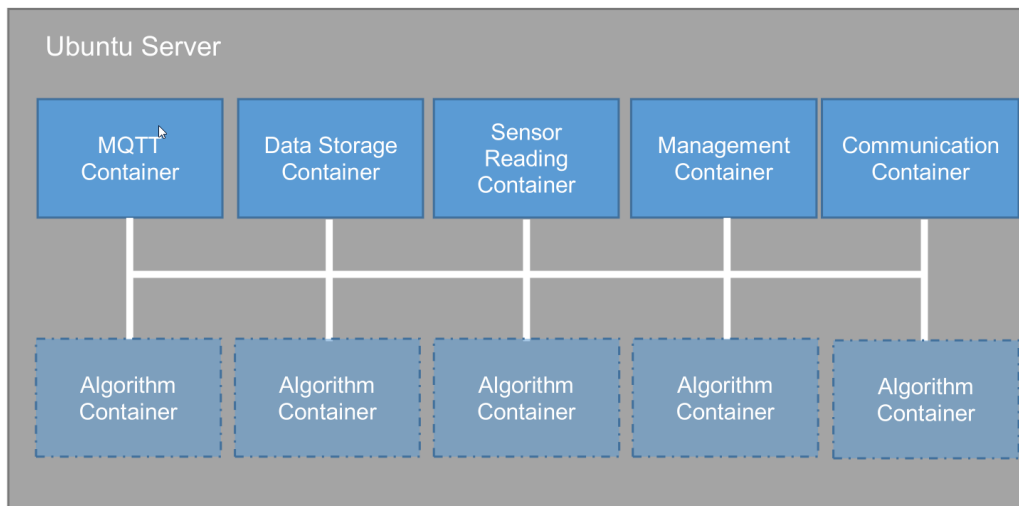 Ubuntu Server
MQTT
Container
Data Storage
Container
Sensor
Reading
Container
Management
Container
Communication
Container
Algorithm
Container
Algorithm
Container
Algorithm
Container
Algorithm
Container
Algorithm
Container